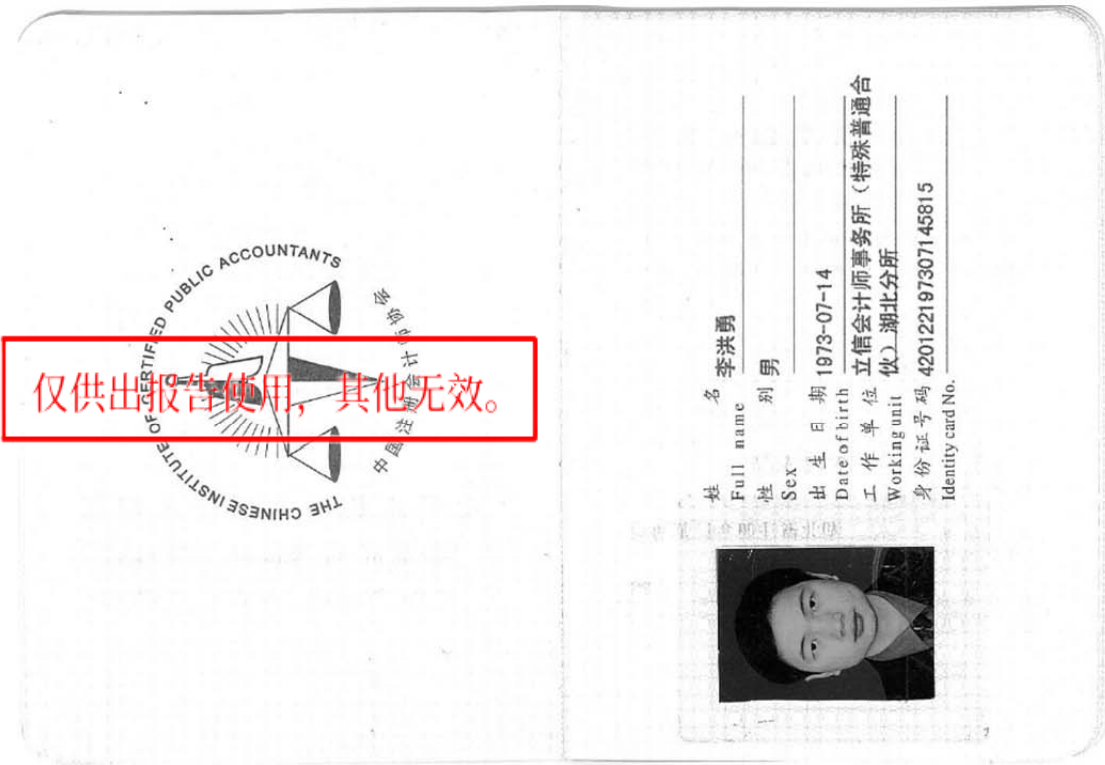 THE CHINESE INSTITUTE OF CERTIFIED PUBLIC ACCOUNTANTS
中国注册会计师协会
仅供出报告使用，其他无效。
姓 名 李洪勇
Full name
性 别 男
Sex
出 生 日 期 1973-07-14
Date of birth
工 作 单 位 立信会计师事务所（特殊普通合
Working unit 伙）湖北分所
身 份 证 号 码 420122197307145815
Identity card No.